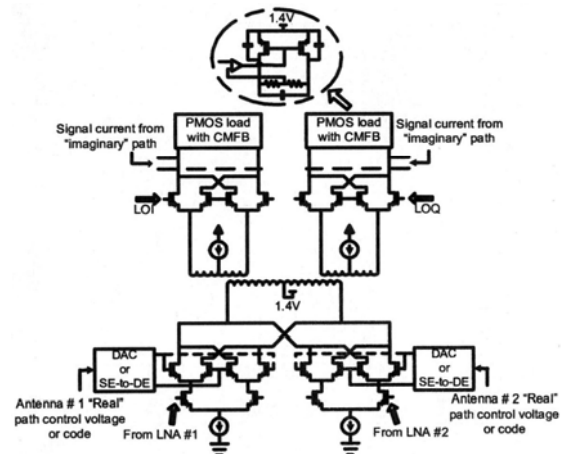 1.4V
PMOS load
with CMFB
PMOS load
with CMFB
Signal current from
"imaginary" path
Signal current from
"imaginary" path
LOI
LOQ
1.4V
DAC
or
SE-to-DE
DAC
or
SE-to-DE
Antenna # 1 "Real"
path control voltage
or code
From LNA #1
From LNA #2
Antenna # 2 "Real"
path control voltage
or code